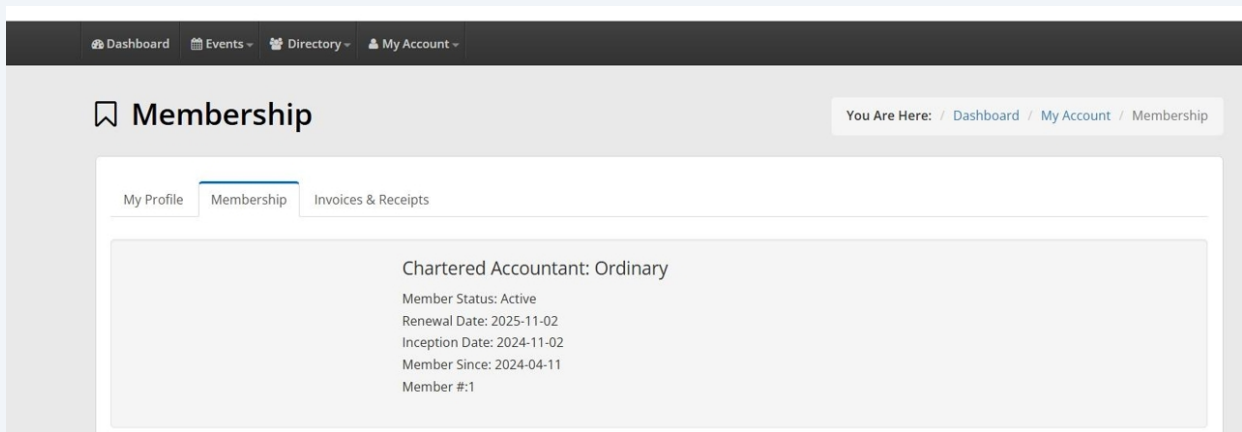 Dashboard Events Directory My Account
Membership
You Are Here: / Dashboard / My Account / Membership
My Profile Membership Invoices & Receipts
Chartered Accountant: Ordinary
Member Status: Active
Renewal Date: 2025-11-02
Inception Date: 2024-11-02
Member Since: 2024-04-11
Member #:1